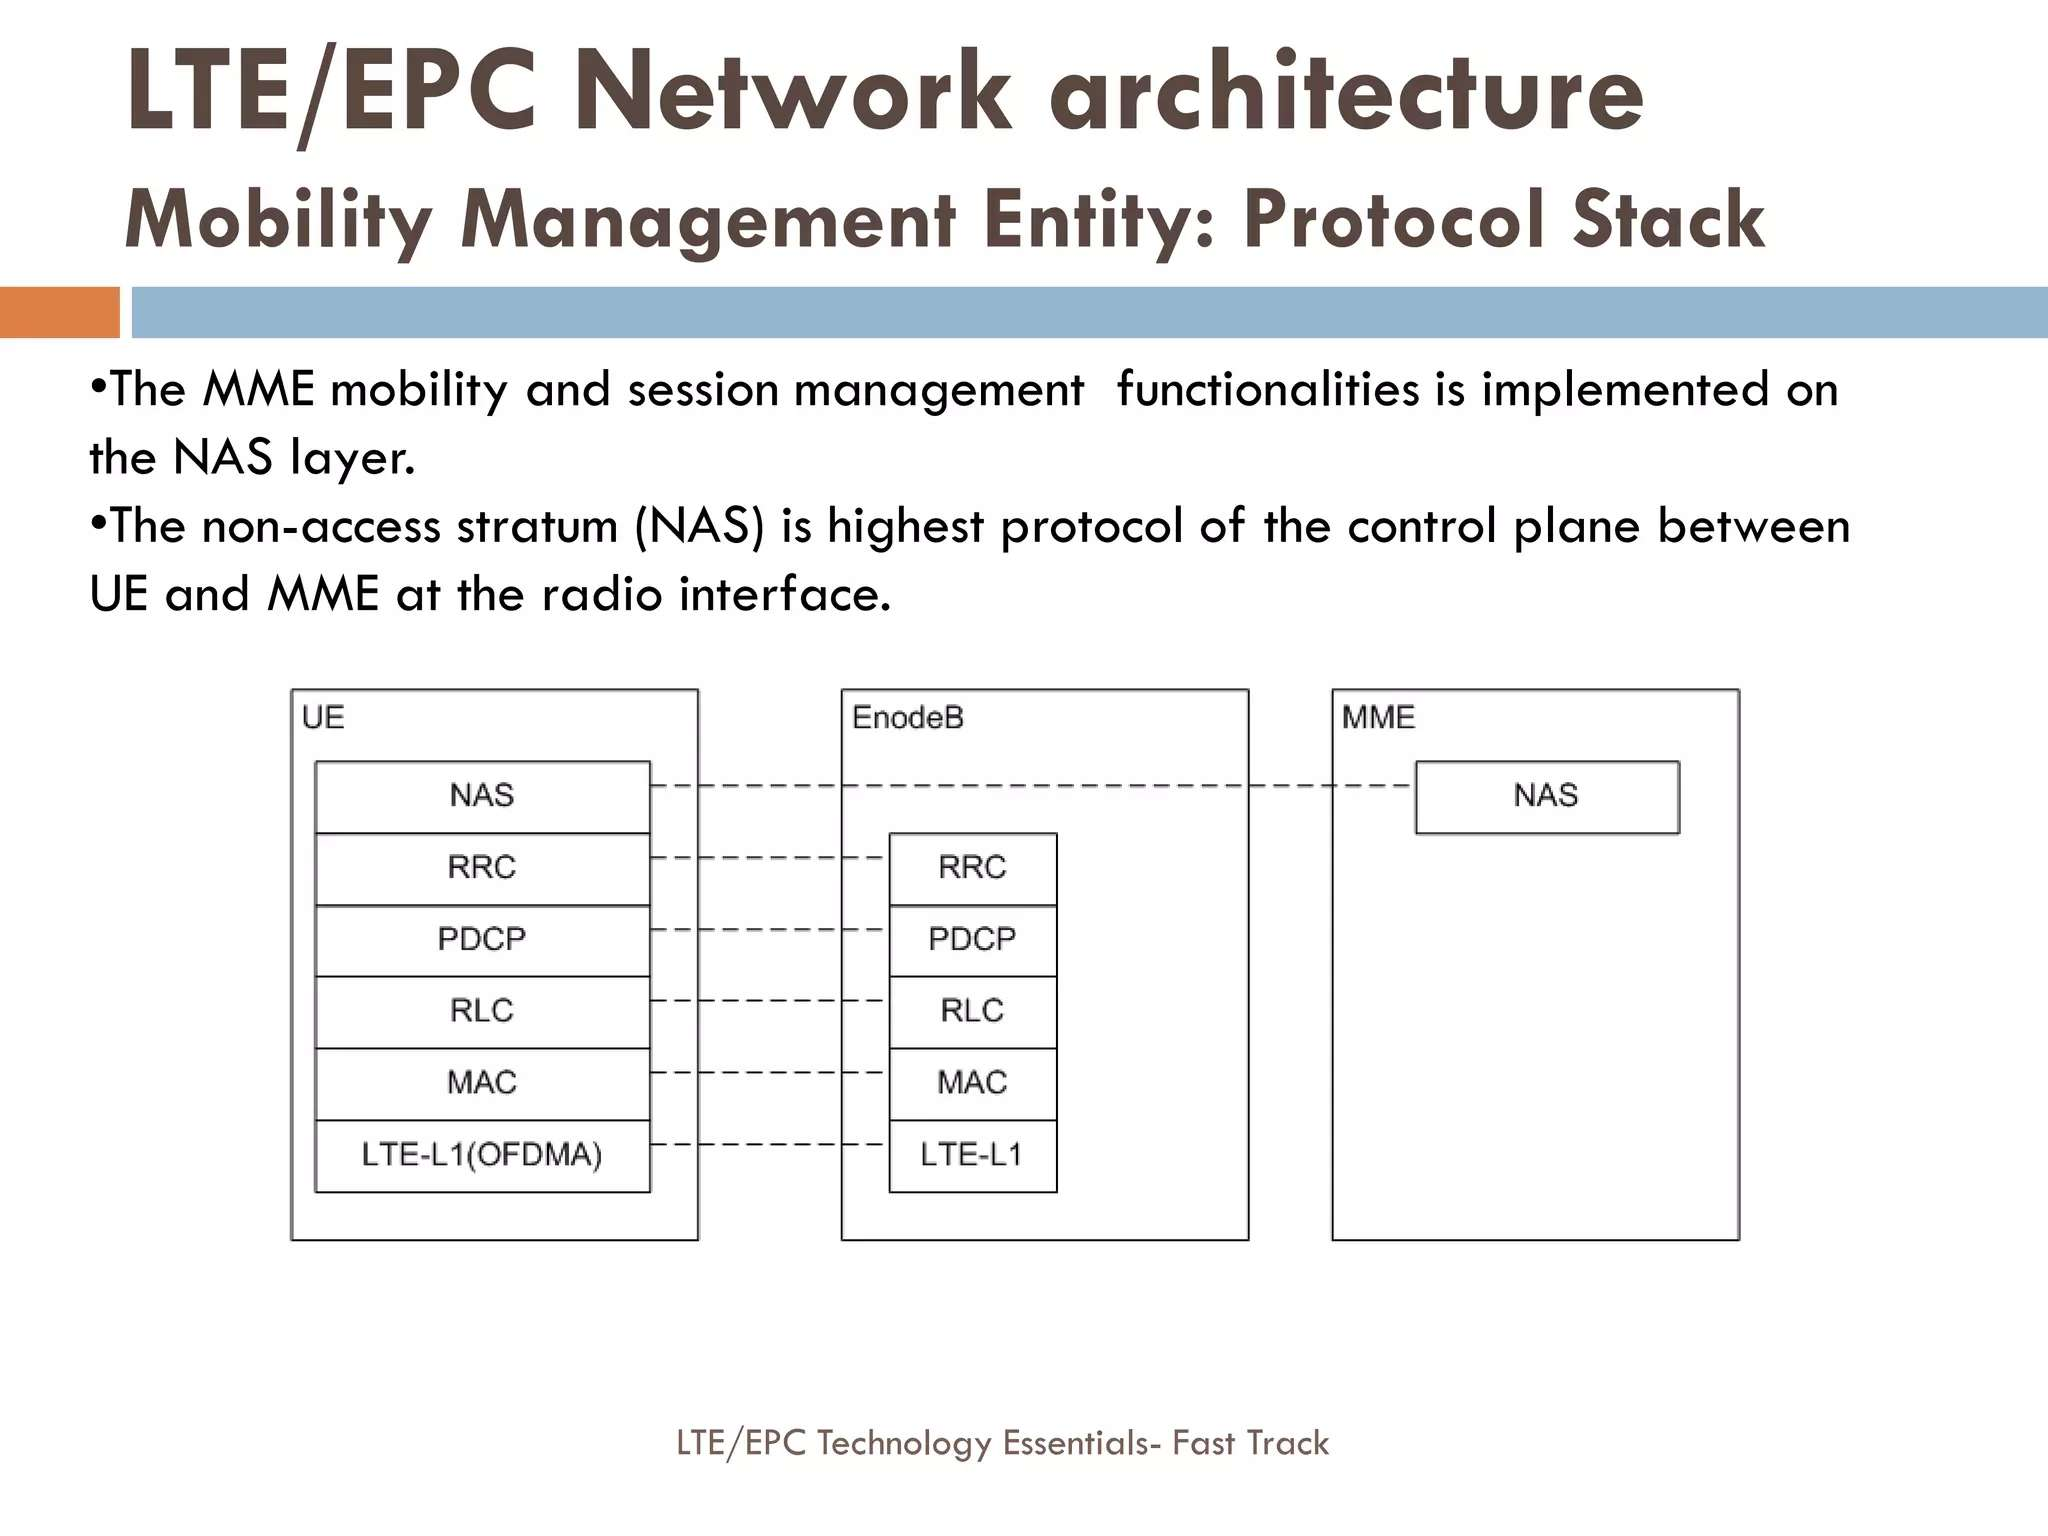 LTE/EPC Network architecture
Mobility Management Entity: Protocol Stack
•The MME mobility and session management  functionalities is implemented on
the NAS layer.
•The non-access stratum (NAS) is highest protocol of the control plane between
UE and MME at the radio interface.
UE
NAS
RRC
PDCP
RLC
MAC
LTE-L1(OFDMA)
EnodeB
RRC
PDCP
RLC
MAC
LTE-L1
MME
NAS
LTE/EPC Technology Essentials- Fast Track